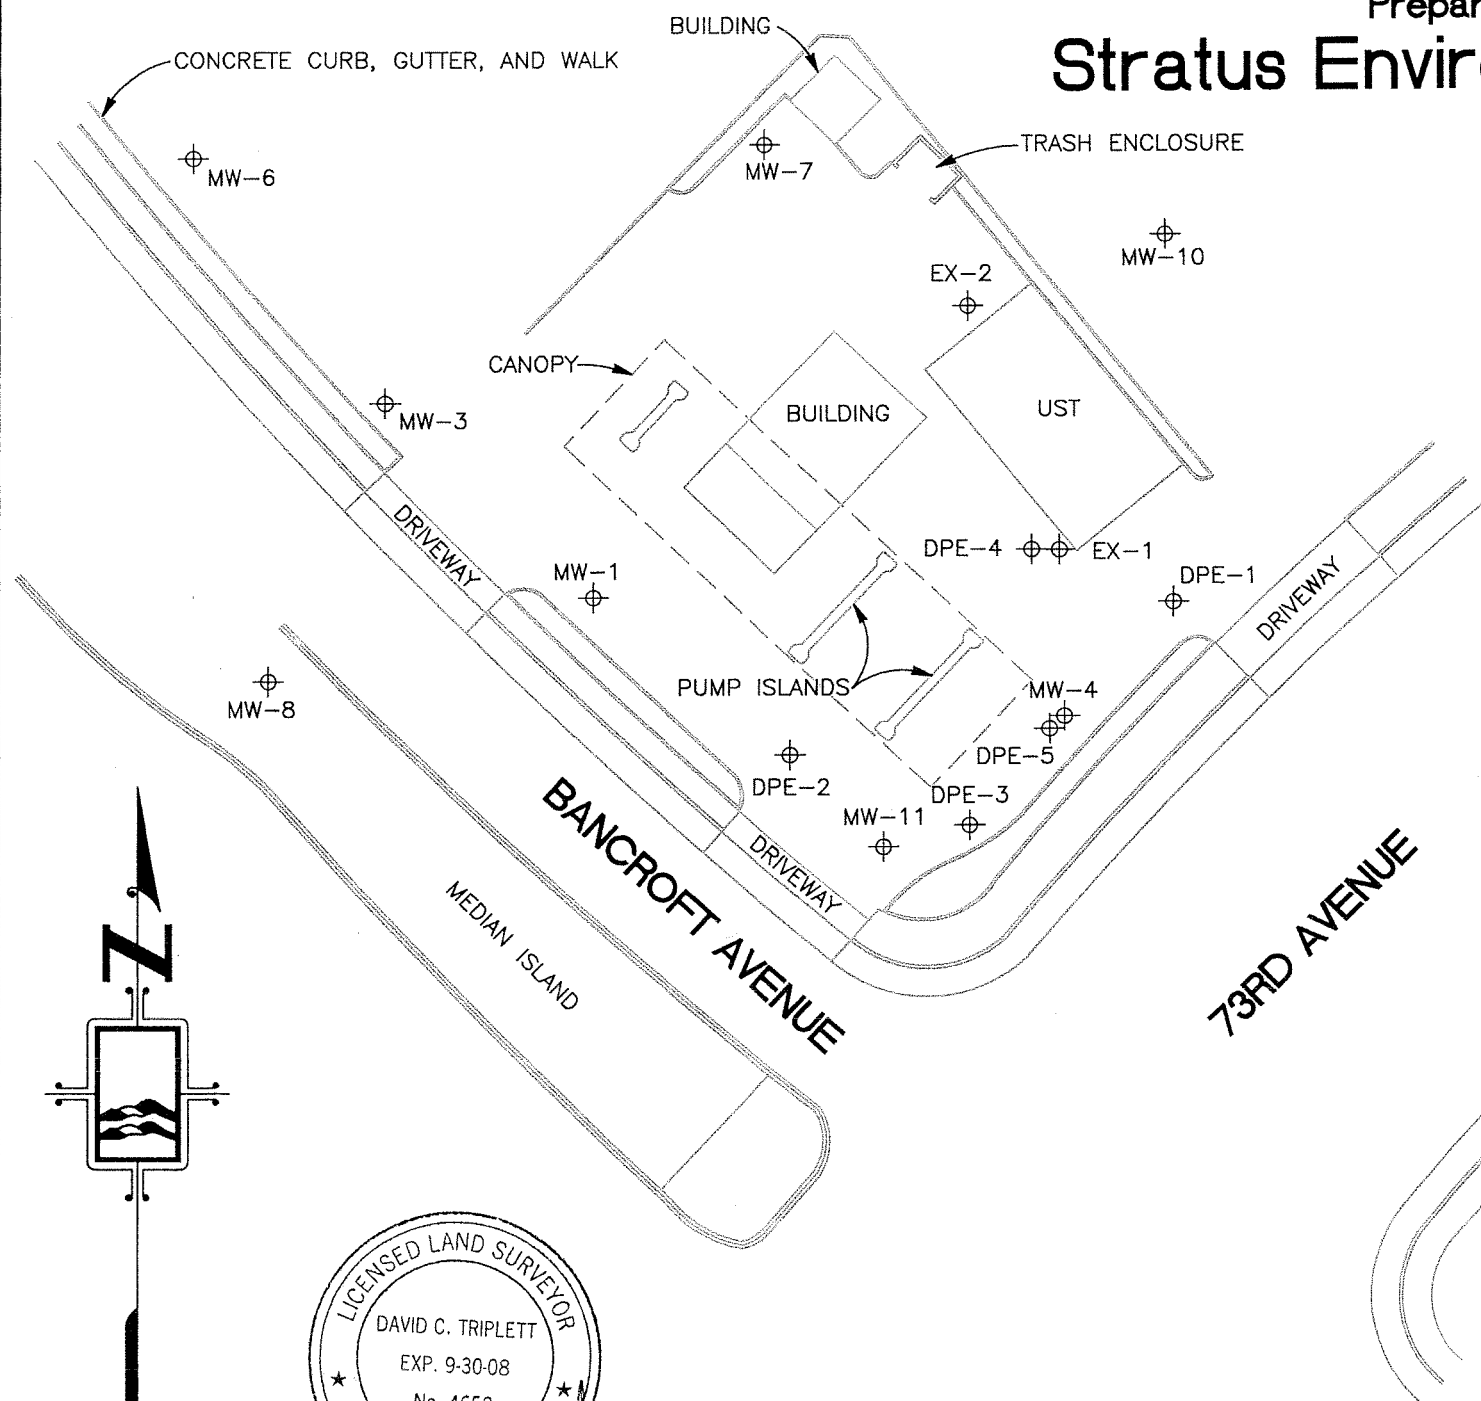 Prepar
Stratus Envir
BUILDING
CONCRETE CURB, GUTTER, AND WALK
TRASH ENCLOSURE
MW-6
MW-7
MW-10
EX-2
CANOPY
BUILDING
UST
MW-3
DRIVEWAY
DPE-4
EX-1
MW-1
DPE-1
DRIVEWAY
PUMP ISLANDS
MW-4
MW-8
DPE-5
DPE-2
DPE-3
MW-11
BANCROFT AVENUE
DRIVEWAY
MEDIAN ISLAND
73RD AVENUE
N
LICENSED LAND SURVEYOR
DAVID C. TRIPLETT
EXP. 9-30-08